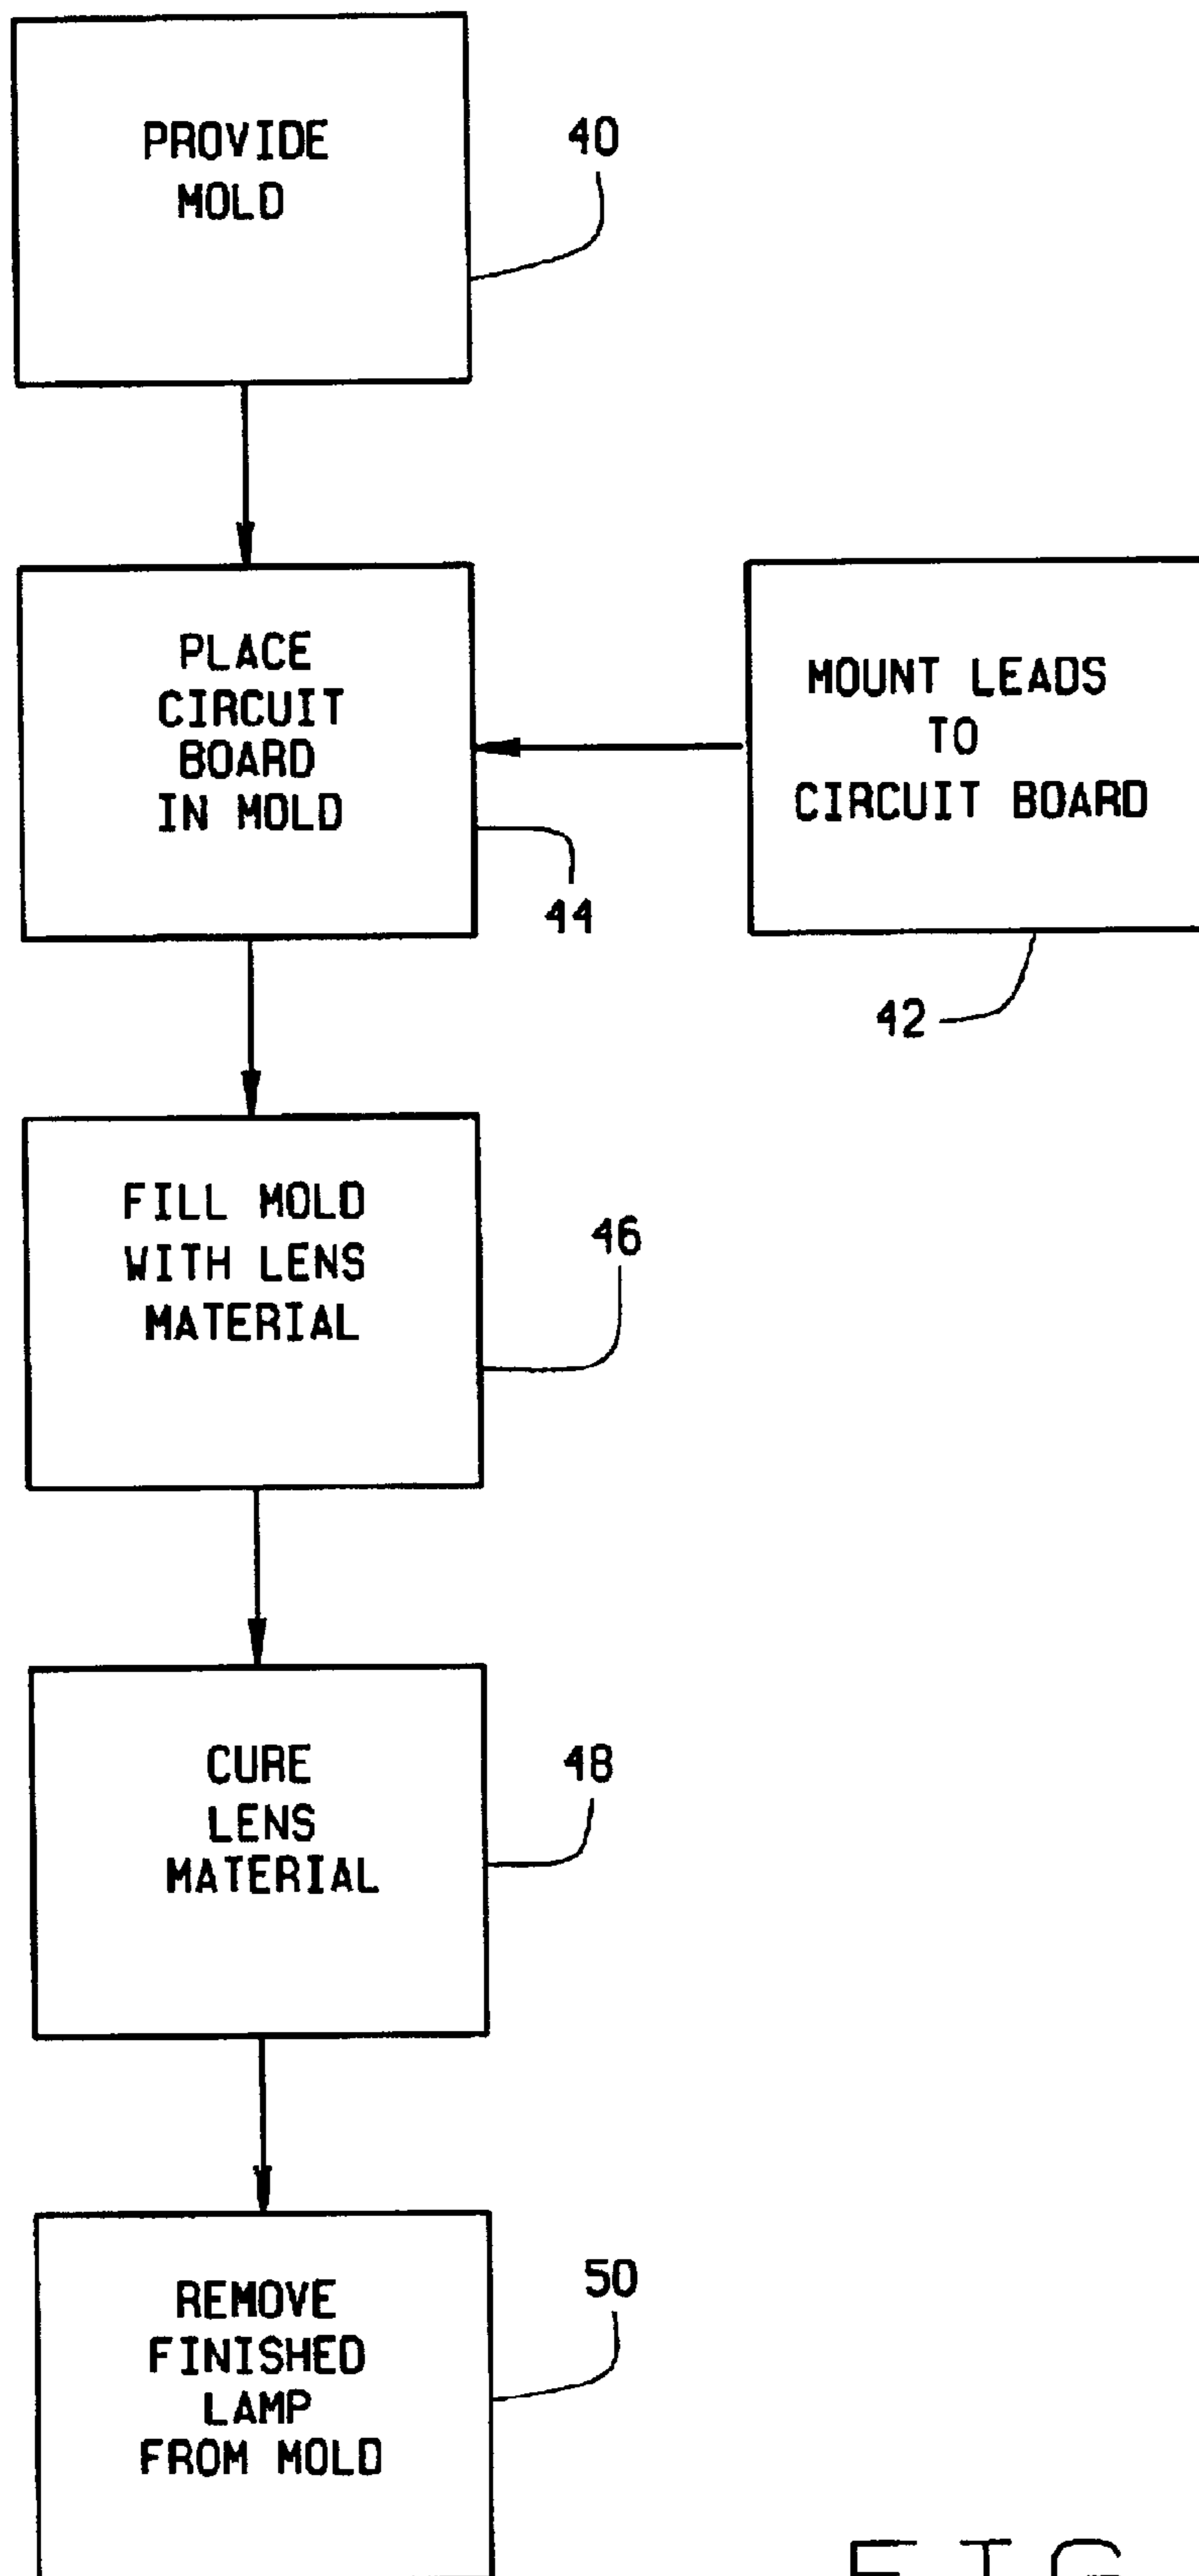 PROVIDE
MOLD
40
PLACE
CIRCUIT
BOARD
IN MOLD
44
MOUNT LEADS
TO
CIRCUIT BOARD
42
FILL MOLD
WITH LENS
MATERIAL
46
CURE
LENS
MATERIAL
48
REMOVE
FINISHED
LAMP
FROM MOLD
50
FIG